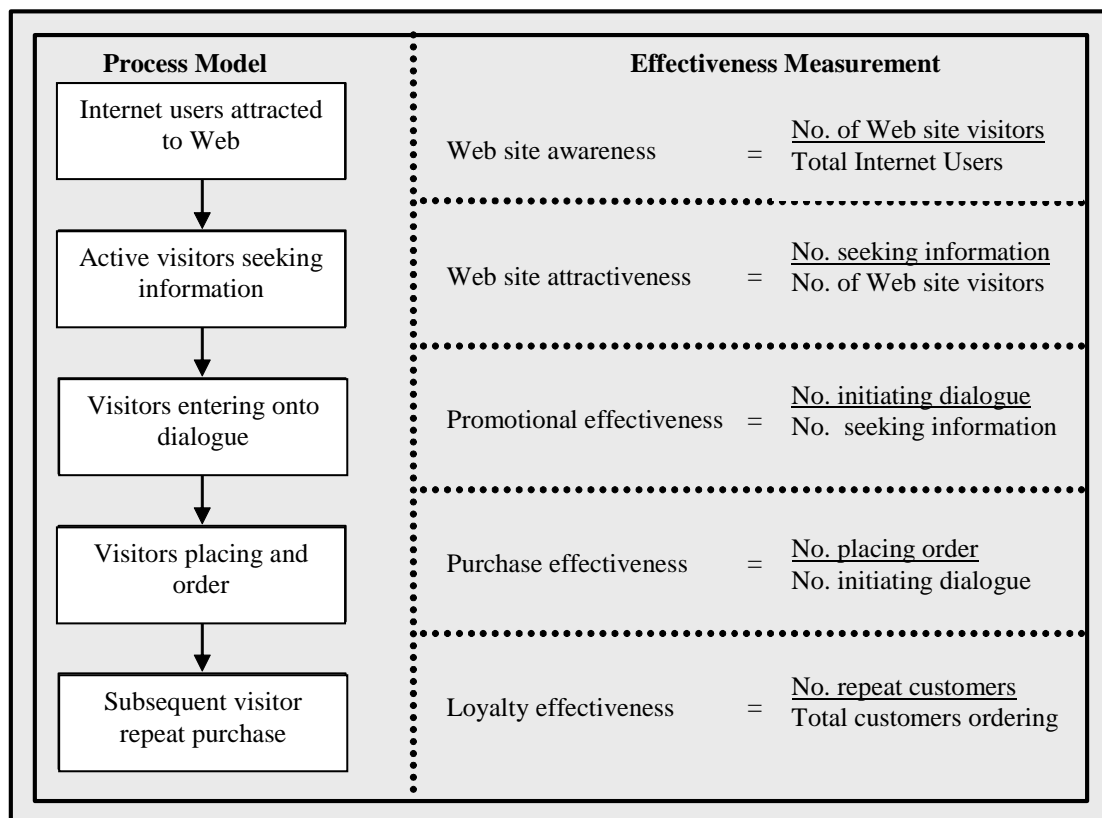 Process Model
Effectiveness Measurement
Internet users attracted
to Web
Web site awareness = No. of Web site visitors
Total Internet Users
Active visitors seeking
information
Web site attractiveness = No. seeking information
No. of Web site visitors
Visitors entering onto
dialogue
Promotional effectiveness = No. initiating dialogue
No. seeking information
Visitors placing and
order
Purchase effectiveness = No. placing order
No. initiating dialogue
Subsequent visitor
repeat purchase
Loyalty effectiveness = No. repeat customers
Total customers ordering